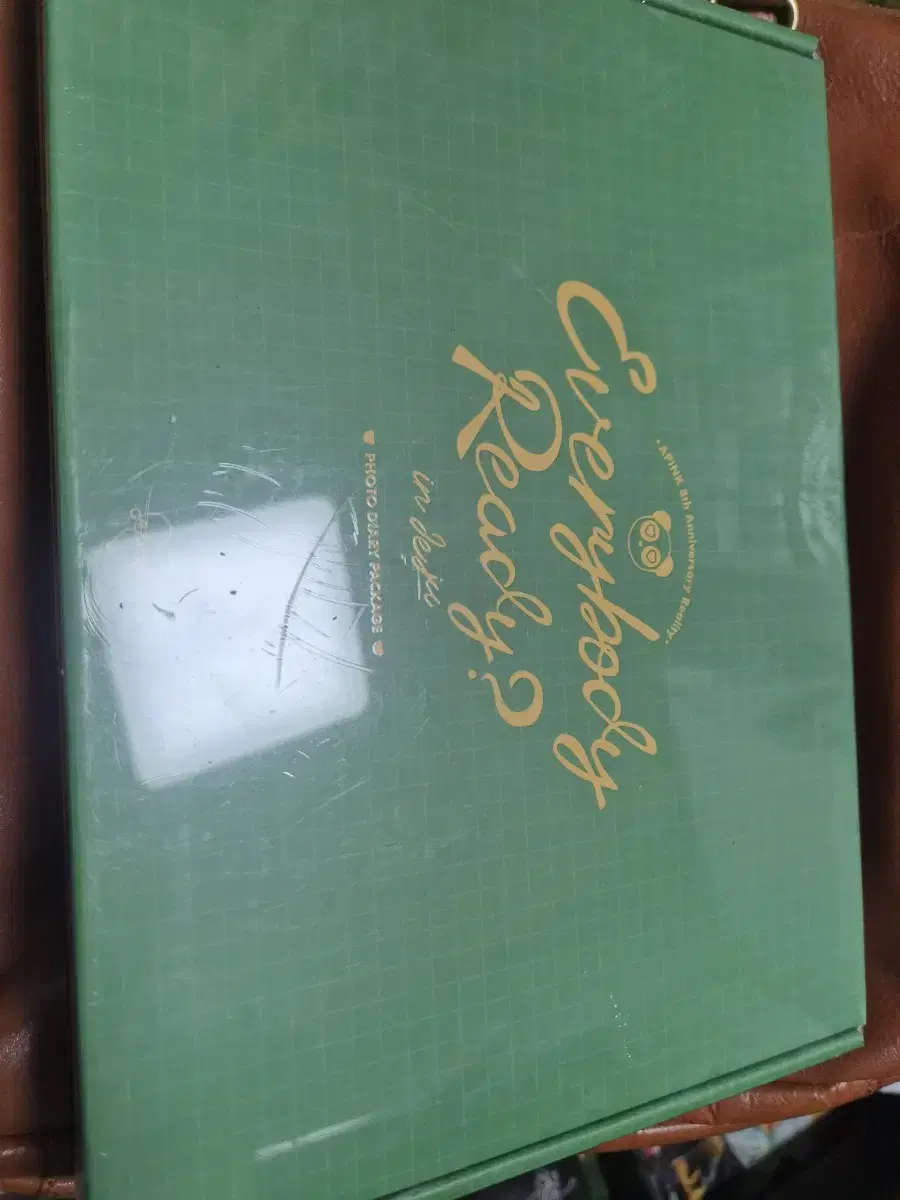 · APINK 8th Anniversary Reality ·
Everybody
Ready?
in Jeju
PHOTO DIARY PACKAGE